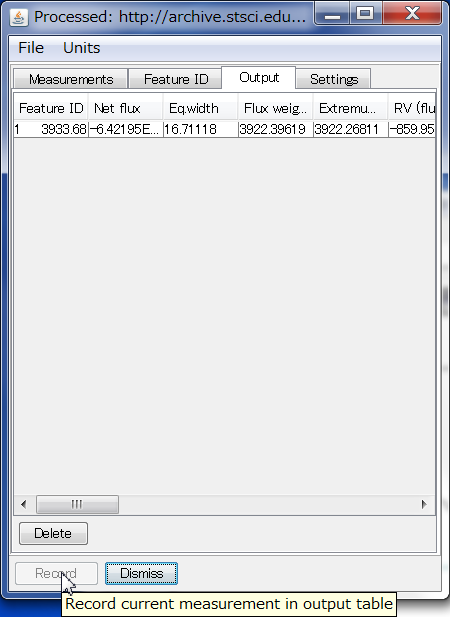 Processed: http://archive.stsci.edu...
File Units
Measurements Feature ID Output Settings
Feature ID Net flux Eq.width Flux weig... Extremu... RV (flu
1 3933.68 -6.42195E... 16.71118 3922.39619 3922.26811 -859.95
Delete
Record Dismiss
Record current measurement in output table